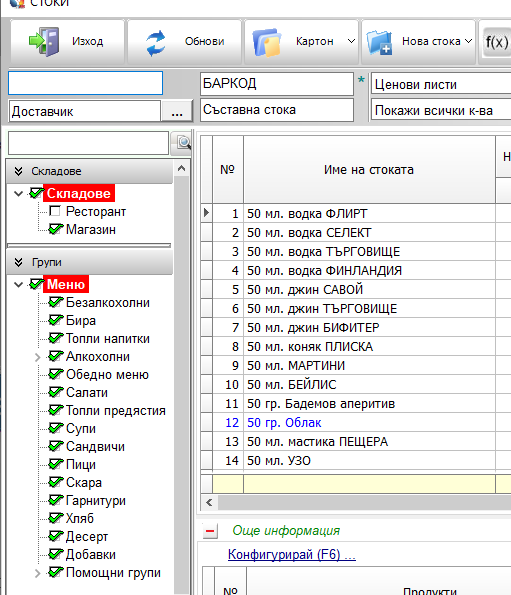 СТОКИ
Изход
Обнови
Картон
Нова стока
f(x)
БАРКОД
*
Ценови листи
Доставчик
...
Съставна стока
Покажи всички к-ва
Складове
Складове
Ресторант
Магазин
Групи
Меню
Безалкохолни
Бира
Топли напитки
Алкохолни
Обедно меню
Салати
Топли предястия
Супи
Сандвичи
Пици
Скара
Гарнитури
Хляб
Десерт
Добавки
Помощни групи
№ Име на стоката Н
1 50 мл. водка ФЛИРТ
2 50 мл. водка СЕЛЕКТ
3 50 мл. водка ТЪРГОВИЩЕ
4 50 мл. водка ФИНЛАНДИЯ
5 50 мл. джин САВОЙ
6 50 мл. джин ТЪРГОВИЩЕ
7 50 мл. джин БИФИТЕР
8 50 мл. коняк ПЛИСКА
9 50 мл. МАРТИНИ
10 50 мл. БЕЙЛИС
11 50 гр. Бадемов аперитив
12 50 гр. Облак
13 50 мл. мастика ПЕЩЕРА
14 50 мл. УЗО
Още информация
Конфигурирай (F6) ...
№ Продукти